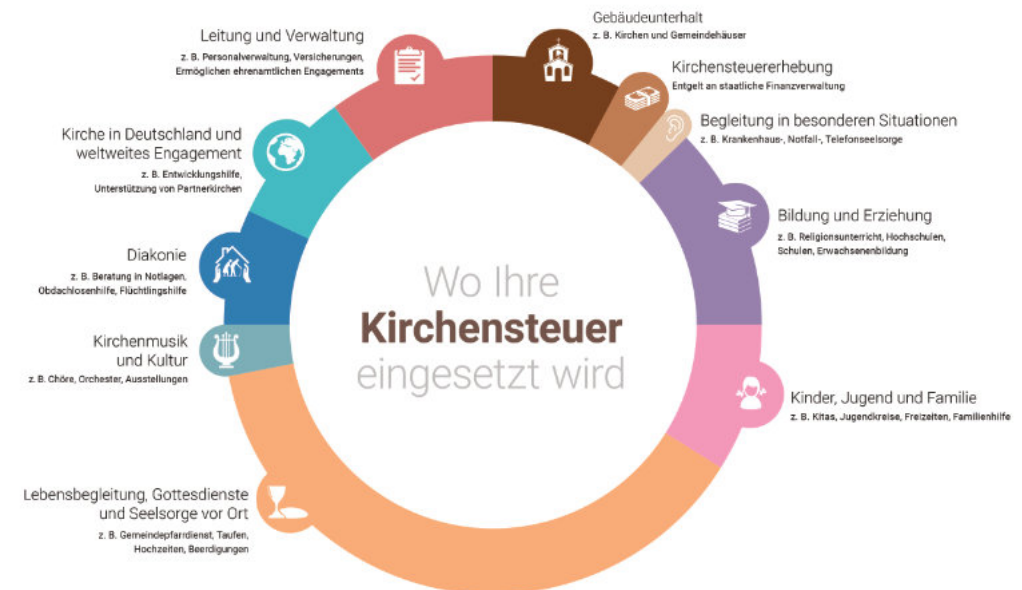 Gebäudeunterhalt
z. B. Kirchen und Gemeindehäuser
Kirchensteuererhebung
Entgelt an staatliche Finanzverwaltung
Begleitung in besonderen Situationen
z. B. Krankenhaus-, Notfall-, Telefonseelsorge
Bildung und Erziehung
z. B. Religionsunterricht, Hochschulen,
Schulen, Erwachsenenbildung
Kinder, Jugend und Familie
z. B. Kitas, Jugendkreise, Freizeiten, Familienhilfe
Lebensbegleitung, Gottesdienste
und Seelsorge vor Ort
z. B. Gemeindepfarrdienst, Taufen,
Hochzeiten, Beerdigungen
Kirchenmusik
und Kultur
z. B. Chöre, Orchester, Ausstellungen
Diakonie
z. B. Beratung in Notlagen,
Obdachlosenhilfe, Flüchtlingshilfe
Kirche in Deutschland und
weltweites Engagement
z. B. Entwicklungshilfe,
Unterstützung von Partnerkirchen
Leitung und Verwaltung
z. B. Personalverwaltung, Versicherungen,
Ermöglichen ehrenamtlichen Engagements
Wo Ihre
Kirchensteuer
eingesetzt wird